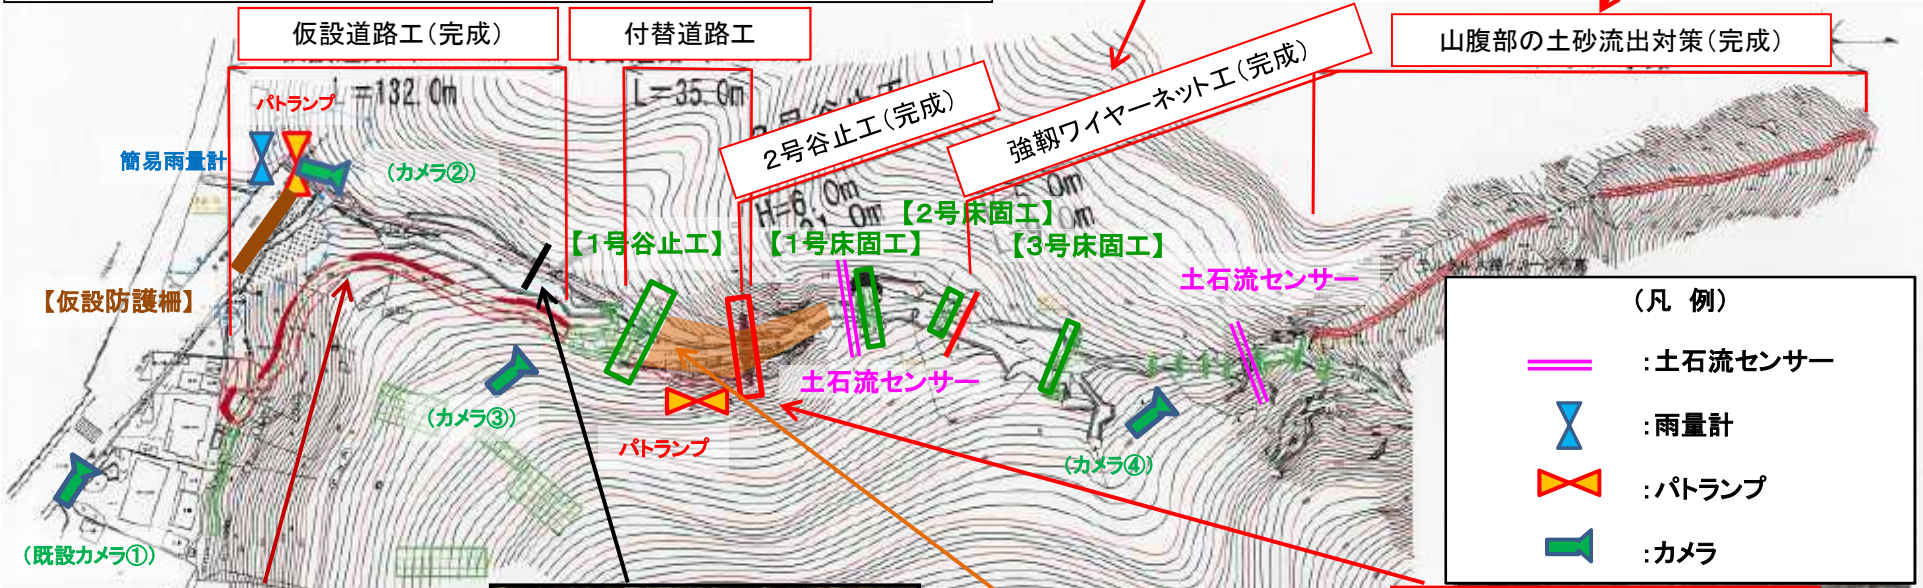 仮設道路工(完成)
付替道路工
山腹部の土砂流出対策(完成)
2号谷止工(完成)
強靭ワイヤーネット工(完成)
パトランプ
L=132.0m
L=35.0m
簡易雨量計
(カメラ②)
H=6.0m
【1号谷止工】
【1号床固工】
【2号床固工】
【3号床固工】
土石流センサー
【仮設防護柵】
土石流センサー
(カメラ③)
パトランプ
(カメラ④)
(既設カメラ①)
(凡 例)
:土石流センサー
:雨量計
:パトランプ
:カメラ